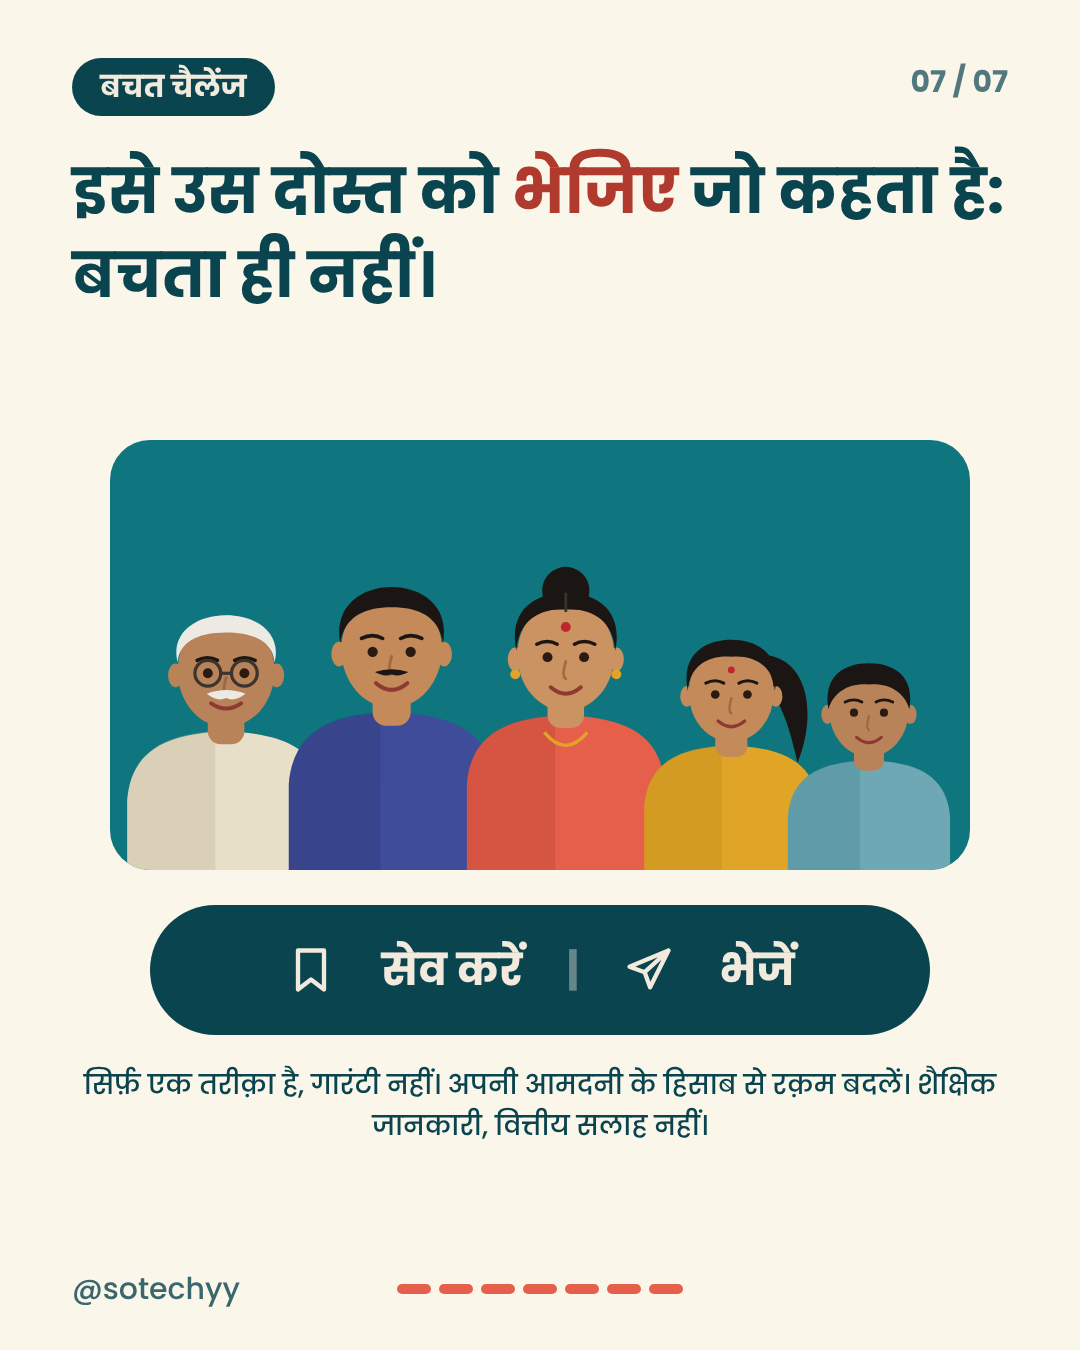 बचत चैलेंज
07 / 07
इसे उस दोस्त को भेजिए जो कहता है:
बचता ही नहीं।
सेव करें | भेजें
सिर्फ़ एक तरीक़ा है, गारंटी नहीं। अपनी आमदनी के हिसाब से रक़म बदलें। शैक्षिक
जानकारी, वित्तीय सलाह नहीं।
@sotechyy